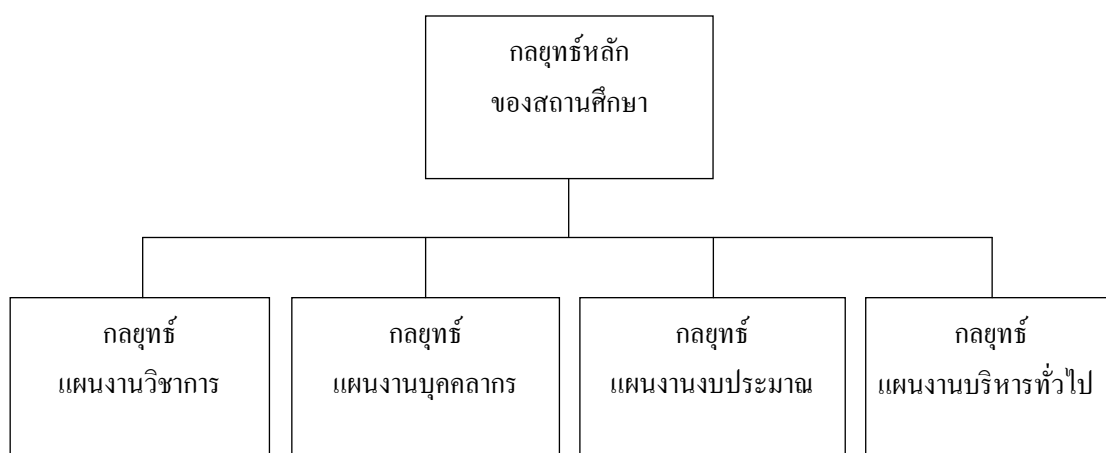 กลยุทธ์หลัก
ของสถานศึกษา
กลยุทธ์
แผนงานวิชาการ
กลยุทธ์
แผนงานบุคคลากร
กลยุทธ์
แผนงานงบประมาณ
กลยุทธ์
แผนงานบริหารทั่วไป